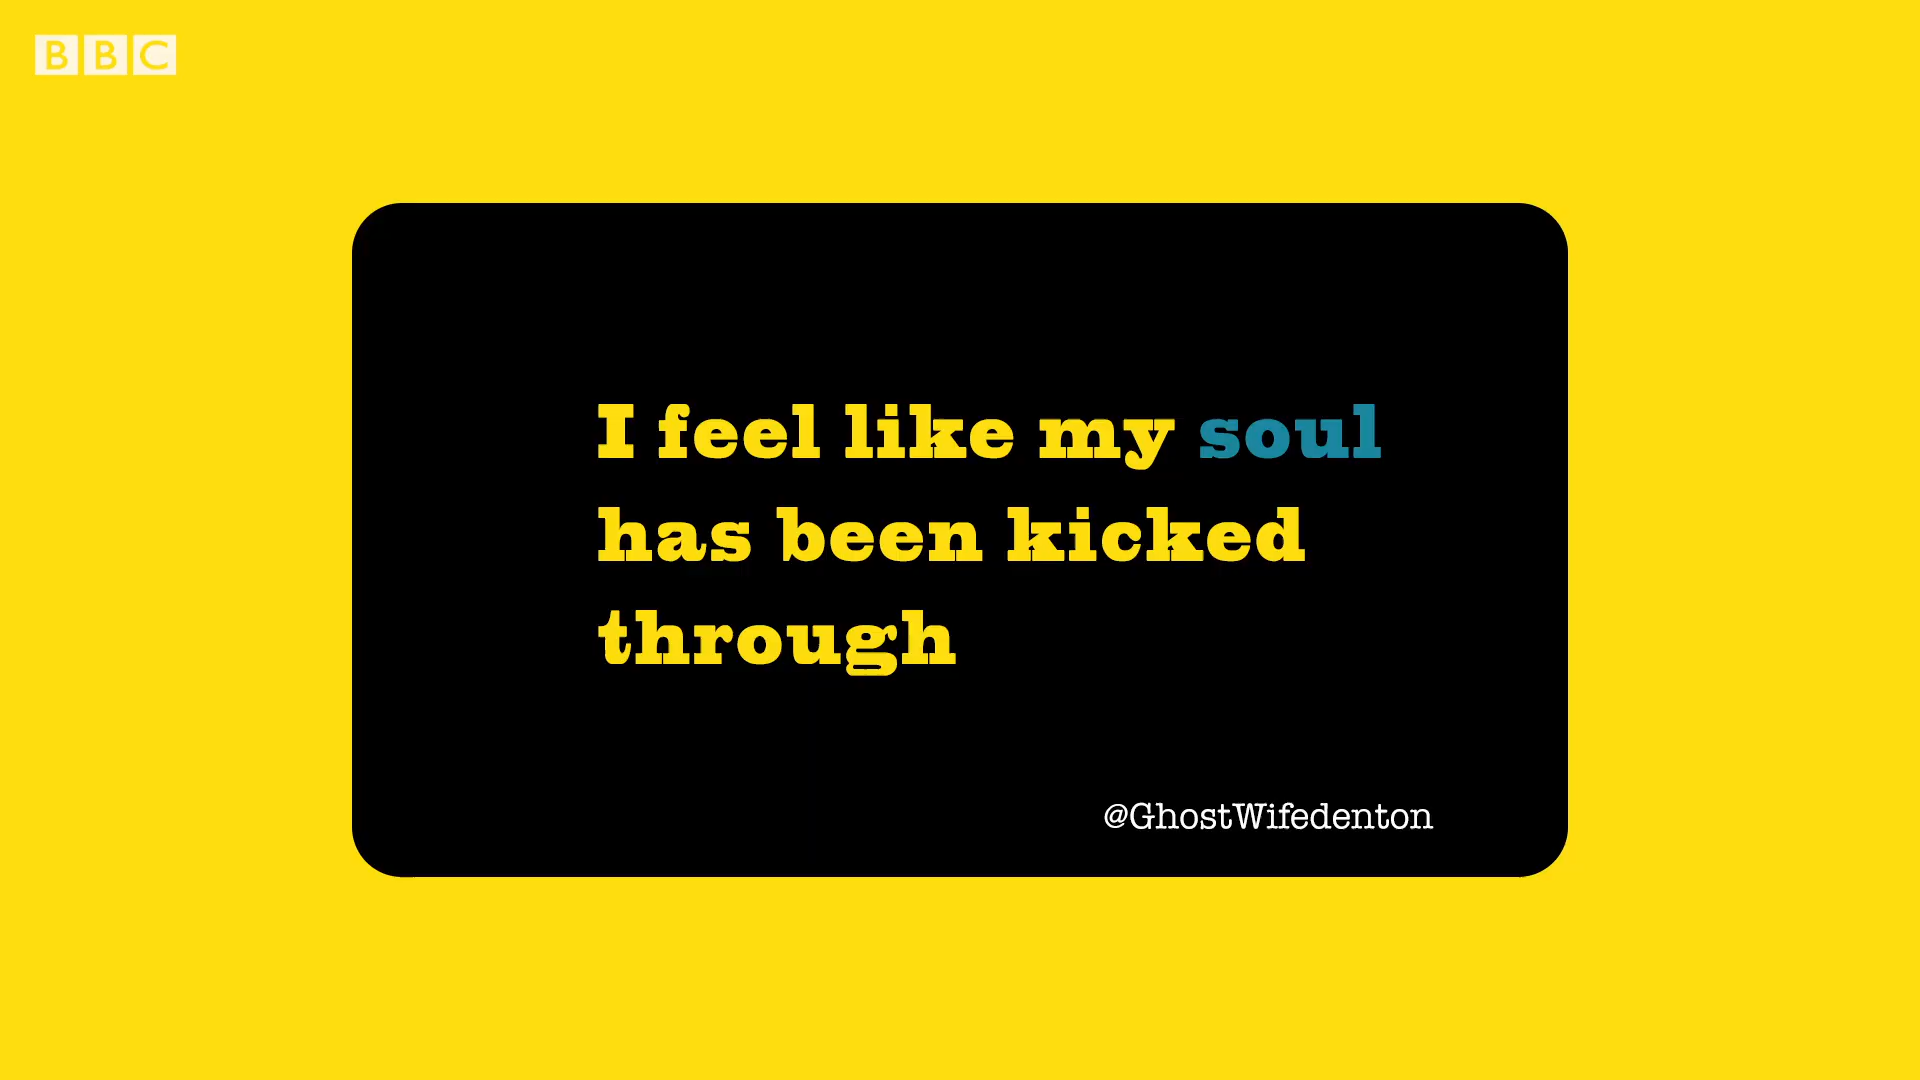 BBC
I feel like my soul
has been kicked
through
@GhostWifedenton